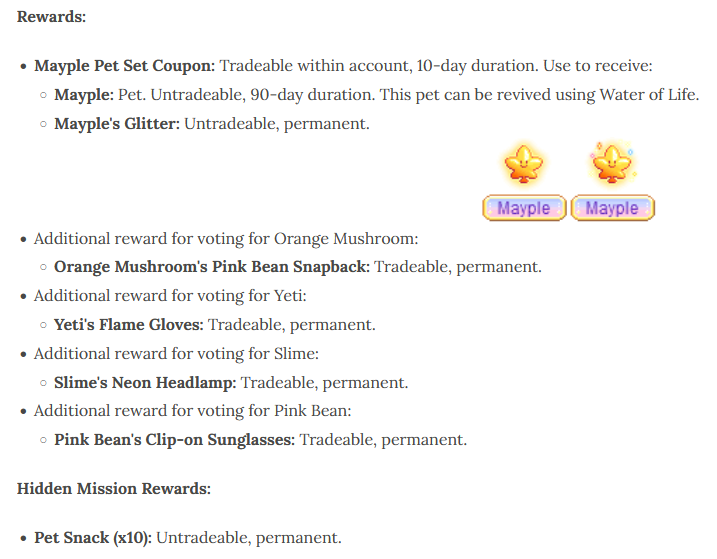 Rewards:
Mayple Pet Set Coupon: Tradeable within account, 10-day duration. Use to receive:
Mayple: Pet. Untradeable, 90-day duration. This pet can be revived using Water of Life.
Mayple's Glitter: Untradeable, permanent.
Mayple Mayple
Additional reward for voting for Orange Mushroom:
Orange Mushroom's Pink Bean Snapback: Tradeable, permanent.
Additional reward for voting for Yeti:
Yeti's Flame Gloves: Tradeable, permanent.
Additional reward for voting for Slime:
Slime's Neon Headlamp: Tradeable, permanent.
Additional reward for voting for Pink Bean:
Pink Bean's Clip-on Sunglasses: Tradeable, permanent.
Hidden Mission Rewards:
Pet Snack (x10): Untradeable, permanent.